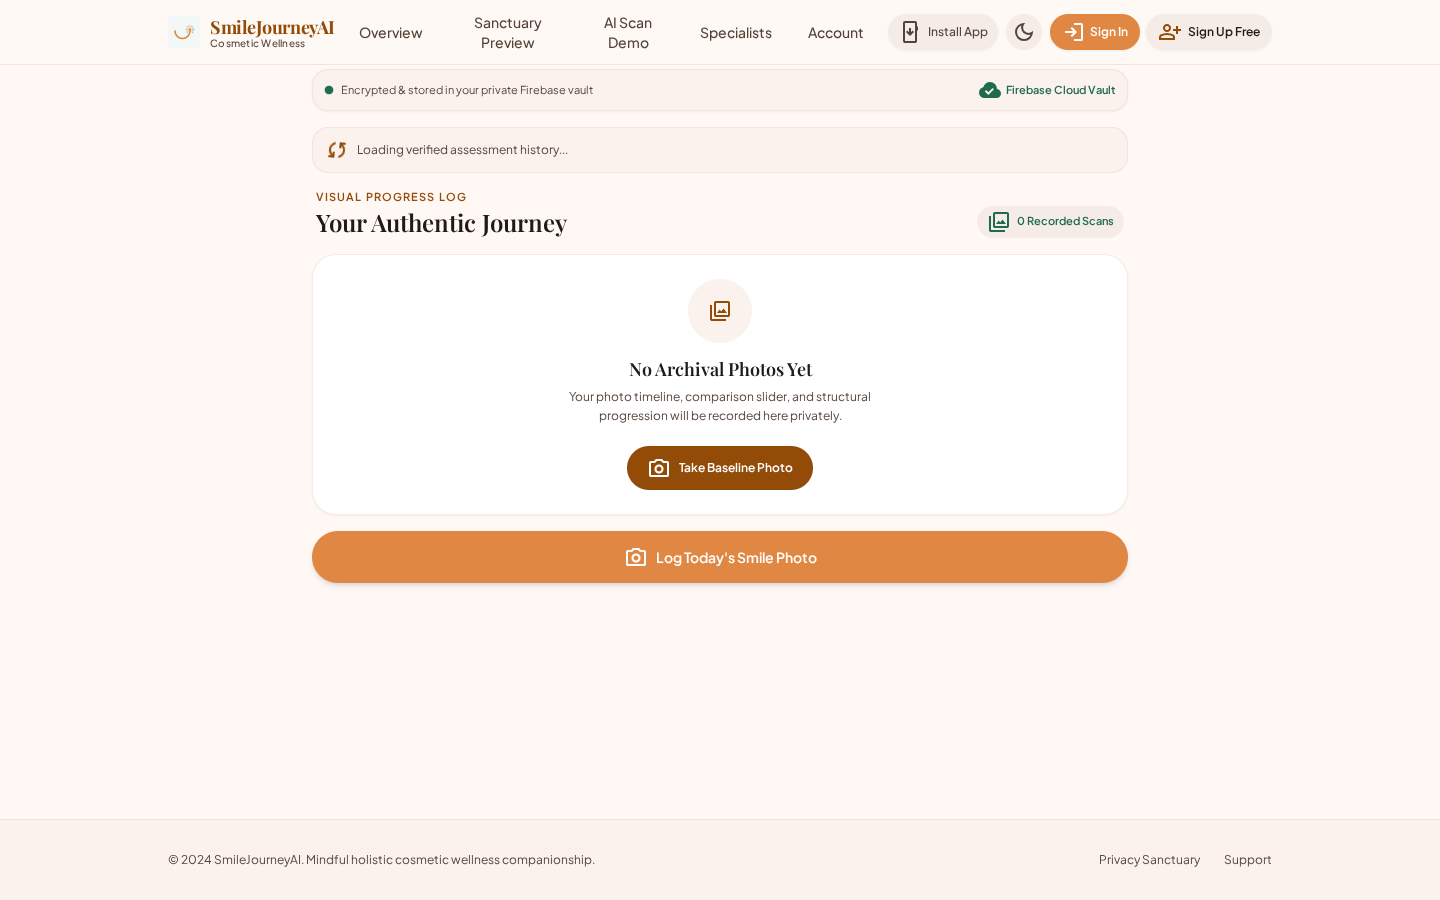 SmileJourneyAI
Cosmetic Wellness
Overview
Sanctuary
Preview
AI Scan
Demo
Specialists
Account
Install App
Sign In
Sign Up Free
Encrypted & stored in your private Firebase vault
Firebase Cloud Vault
Loading verified assessment history...
VISUAL PROGRESS LOG
Your Authentic Journey
0 Recorded Scans
No Archival Photos Yet
Your photo timeline, comparison slider, and structural
progression will be recorded here privately.
Take Baseline Photo
Log Today's Smile Photo
© 2024 SmileJourneyAI. Mindful holistic cosmetic wellness companionship.
Privacy Sanctuary
Support